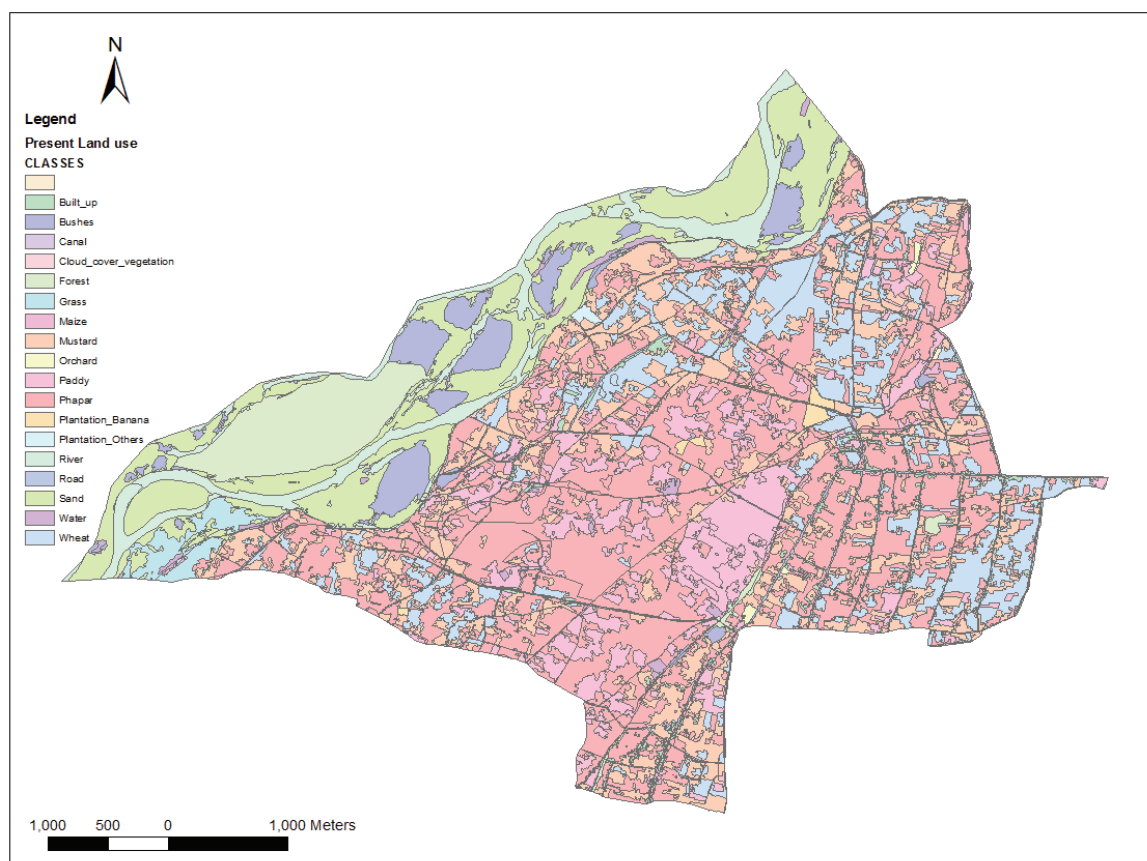 N
Legend
Present Land use
CLASSES
Built_up
Bushes
Canal
Cloud_cover_vegetation
Forest
Grass
Maize
Mustard
Orchard
Paddy
Phapar
Plantation_Banana
Plantation_Others
River
Road
Sand
Water
Wheat
1,000 500 0 1,000 Meters